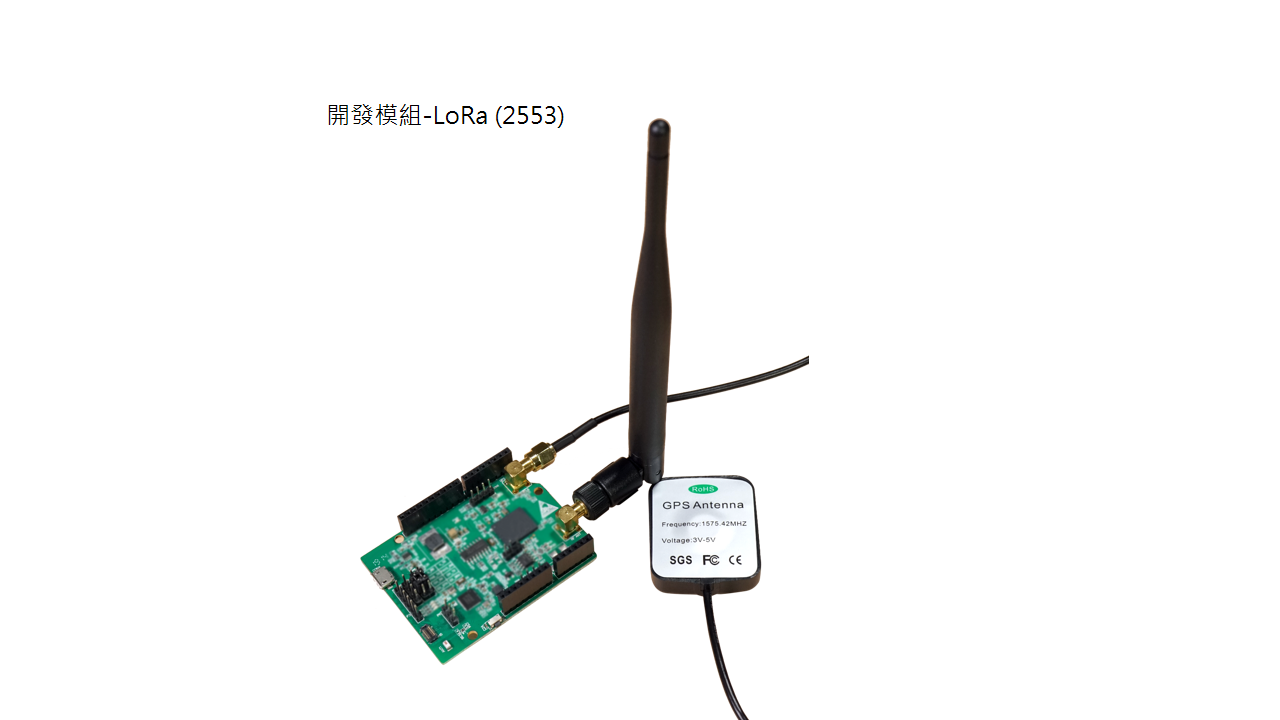 開發模組-LoRa (2553)
RoHS
GPS Antenna
Frequency:1575.42MHZ
Voltage:3V-5V
SGS FC CE